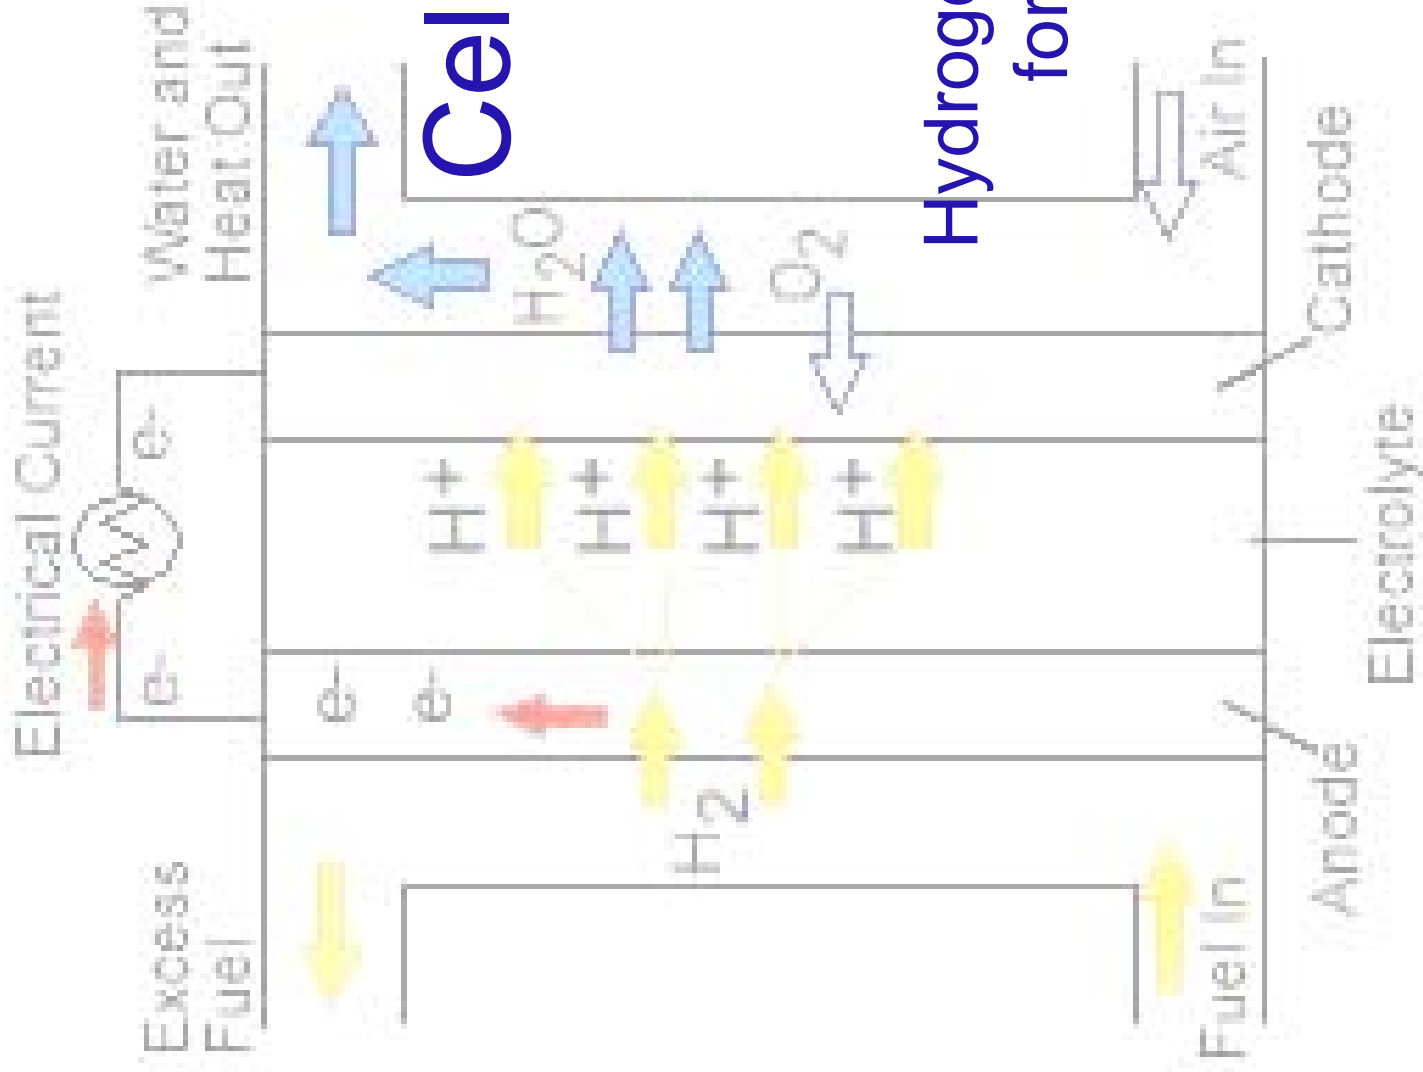 Electrical Current
e-
e-
Excess
Fuel
Water and
Heat Out
e-
e-
H+
H+
H+
H+
H2
H2O
O2
Fuel In
Air In
Anode
Electrolyte
Cathode
Cel
Hydrog
for